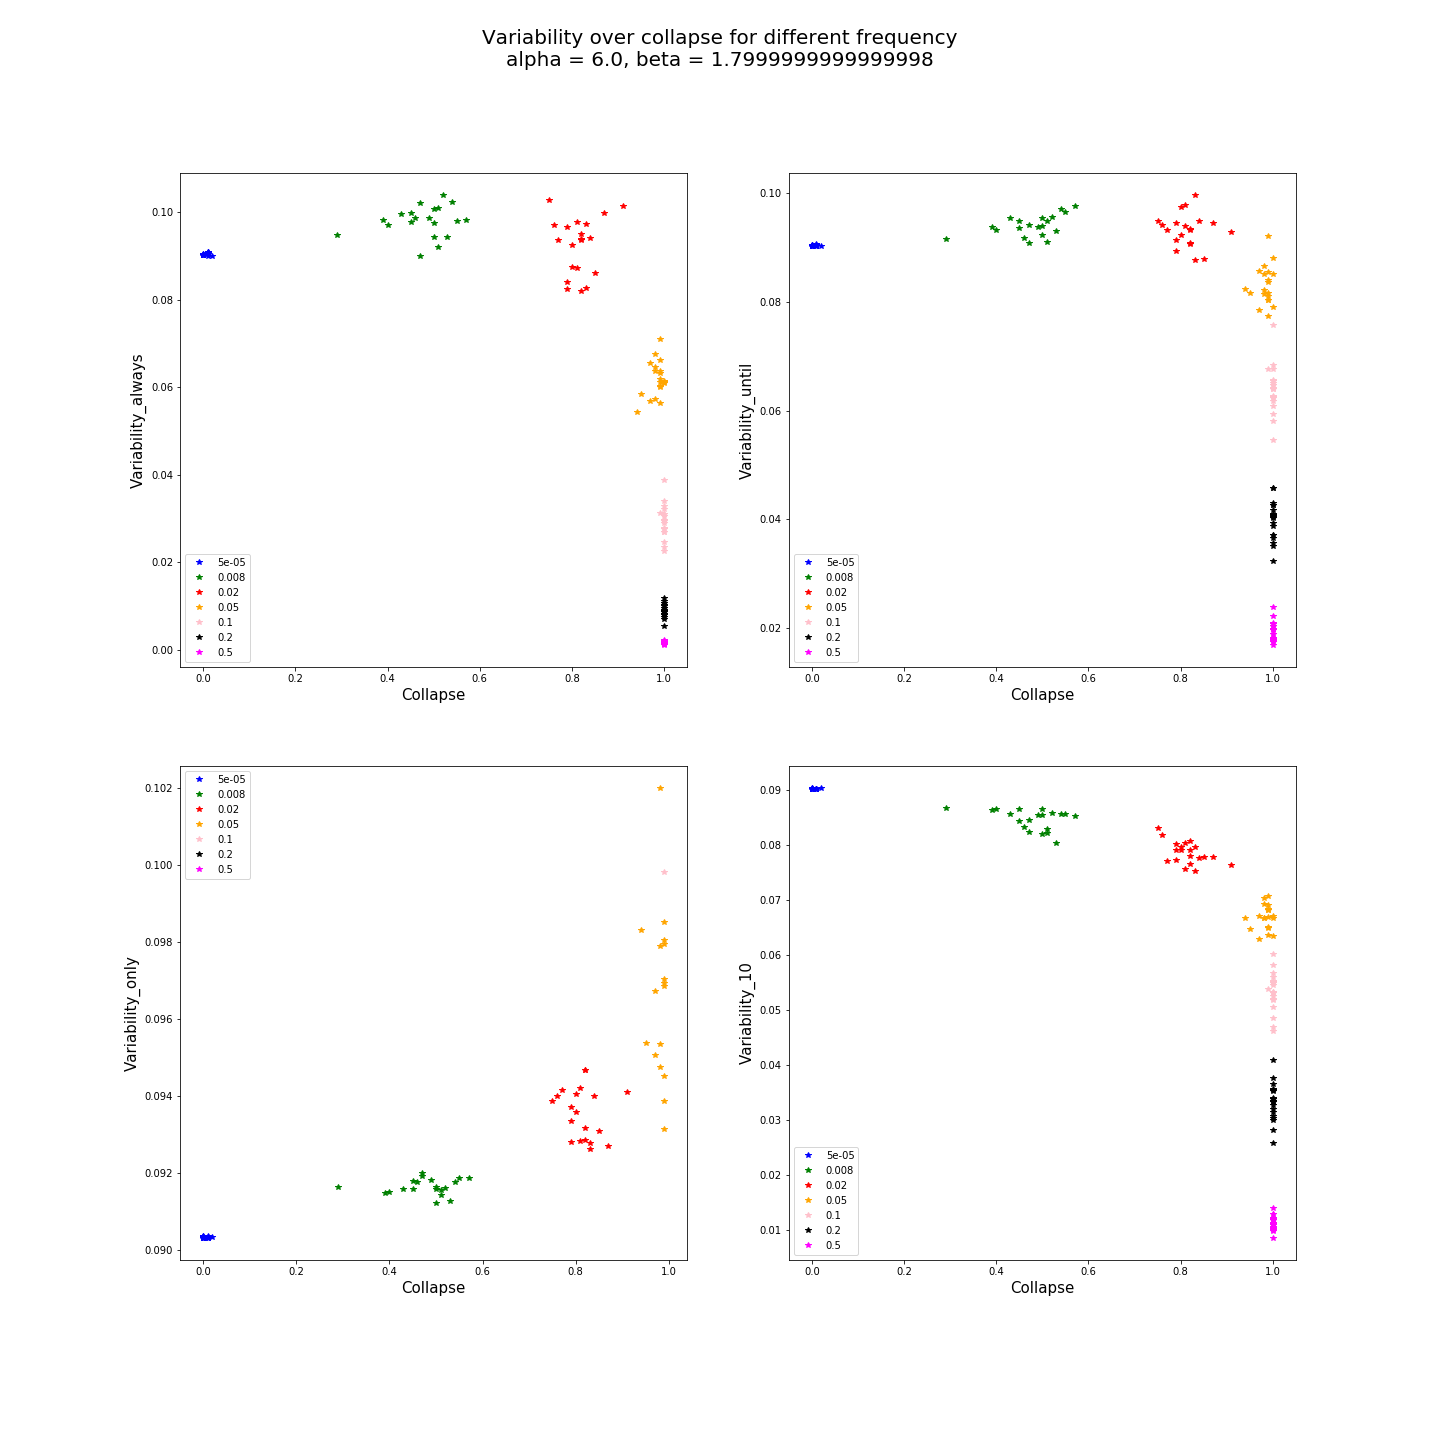 Variability over collapse for different frequency
alpha = 6.0, beta = 1.7999999999999998
Variability_always
0.10
0.08
0.06
0.04
0.02
0.00
5e-05
0.008
0.02
0.05
0.1
0.2
0.5
0.0 0.2 0.4 0.6 0.8 1.0
Collapse
Variability_until
0.10
0.08
0.06
0.04
0.02
5e-05
0.008
0.02
0.05
0.1
0.2
0.5
0.0 0.2 0.4 0.6 0.8 1.0
Collapse
Variability_only
0.102
0.100
0.098
0.096
0.094
0.092
0.090
5e-05
0.008
0.02
0.05
0.1
0.2
0.5
0.0 0.2 0.4 0.6 0.8 1.0
Collapse
Variability_10
0.09
0.08
0.07
0.06
0.05
0.04
0.03
0.02
0.01
5e-05
0.008
0.02
0.05
0.1
0.2
0.5
0.0 0.2 0.4 0.6 0.8 1.0
Collapse